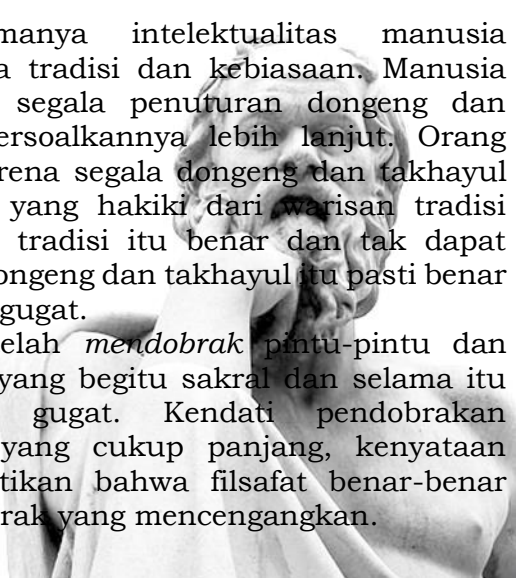 manya intelektualitas manusia
a tradisi dan kebiasaan. Manusia
segala penuturan dongeng dan
ersoalkannya lebih lanjut. Orang
rena segala dongeng dan takhayul
yang hakiki dari warisan tradisi
tradisi itu benar dan tak dapat
ongeng dan takhayul itu pasti benar
gugat.
elah mendobrak pintu-pintu dan
yang begitu sakral dan selama itu
gugat. Kendati pendobrakan
yang cukup panjang, kenyataan
tikan bahwa filsafat benar-benar
rak yang mencengangkan.